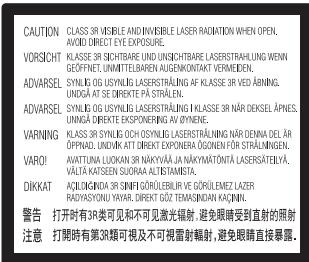 CAUTION CLASS 3R VISIBLE AND INVISIBLE LASER RADIATION WHEN OPEN.
AVOID DIRECT EYE EXPOSURE.
VORSICHT KLASSE 3R SICHTBARE UND UNSICHTBARE LASERSTRAHLUNG WENN
GEÖFFNET. UNMITTELBAREN AUGENKONTAKT VERMEIDEN.
ADVARSEL SYNLIG OG USYNLIG LASERSTRÅLING AF KLASSE 3R VED ÅBNING.
UNDGÅ AT SE DIREKTE PÅ STRÅLEN.
ADVARSEL SYNLIG OG USYNLIG LASERSTRÅLING I KLASSE 3R NÅR DEKSEL ÅPNES.
UNNGÅ DIREKTE EKSPONERING AV ØYNENE.
VARNING KLASS 3R SYNLIG OCH OSYNLIG LASERSTRÅLNING NÄR DENNA DEL ÄR
ÖPPNAD. UNDVIK ATT DIREKT EXPONERA ÖGONEN FÖR STRÅLNINGEN.
VARO! AVATTUNA LUOKAN 3R NÄKYVÄÄ JA NÄKYMÄTÖNTÄ LASERSÄTEILYÄ.
VÄLTÄ KATSEEN SUORAA ALTISTAMISTA.
DİKKAT AÇILDIĞINDA 3R SINIFI GÖRÜLEBİLİR VE GÖRÜLEMEZ LAZER
RADYASYONU YAYAR. DİREKT GÖZ TEMASINDAN KAÇININ.
警告 打开时有3R类可见和不可见激光辐射,避免眼睛受到直射的照射
注意 打開時有第3R類可視及不可視雷射輻射,避免眼睛直接暴露.